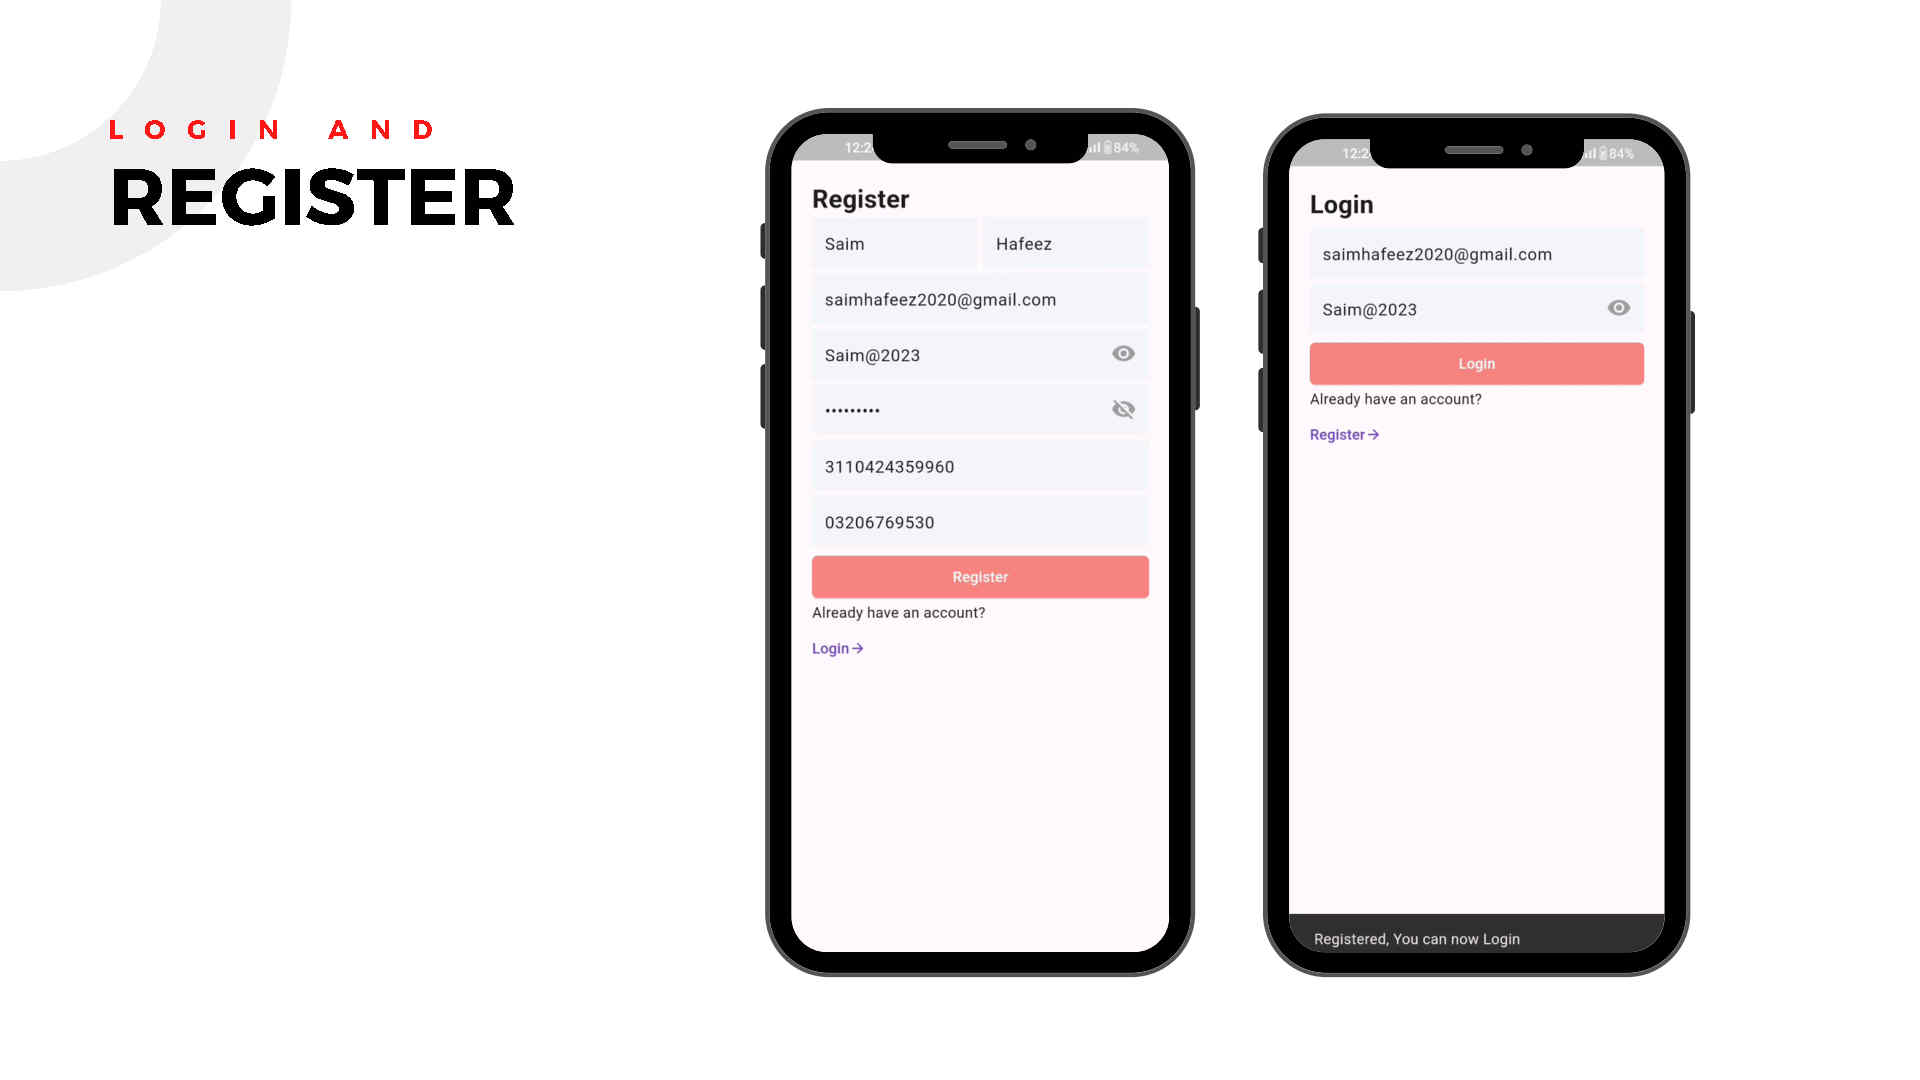 LOGIN AND
REGISTER
12:2
84%
Register
Saim
Hafeez
saimhafeez2020@gmail.com
Saim@2023
•••••••••
3110424359960
03206769530
Register
Already have an account?
Login→
12:2
84%
Login
saimhafeez2020@gmail.com
Saim@2023
Login
Already have an account?
Register→
Registered, You can now Login